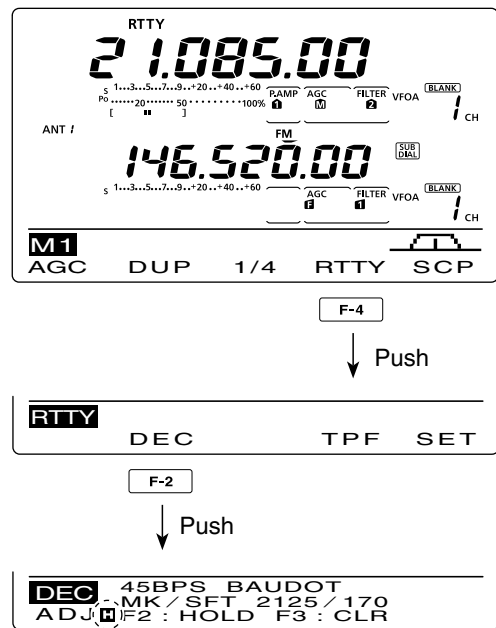 RTTY
21.085.00
S 1...3...5...7...9..+20..+40..+60 P.AMP AGC FILTER VFOA BLANK
Po ......20....... 50 ..........100% 1 M 2 1 CH
[ ]
ANT 1
FM
146.520.00 SUB DIAL
S 1...3...5...7...9..+20..+40..+60 AGC FILTER VFOA BLANK
F 1 1 CH
M1
AGC DUP 1/4 RTTY SCP
F-4
Push
RTTY
DEC TPF SET
F-2
Push
DEC 45BPS BAUDOT
MK/SFT 2125/170
ADJ H F2:HOLD F3:CLR